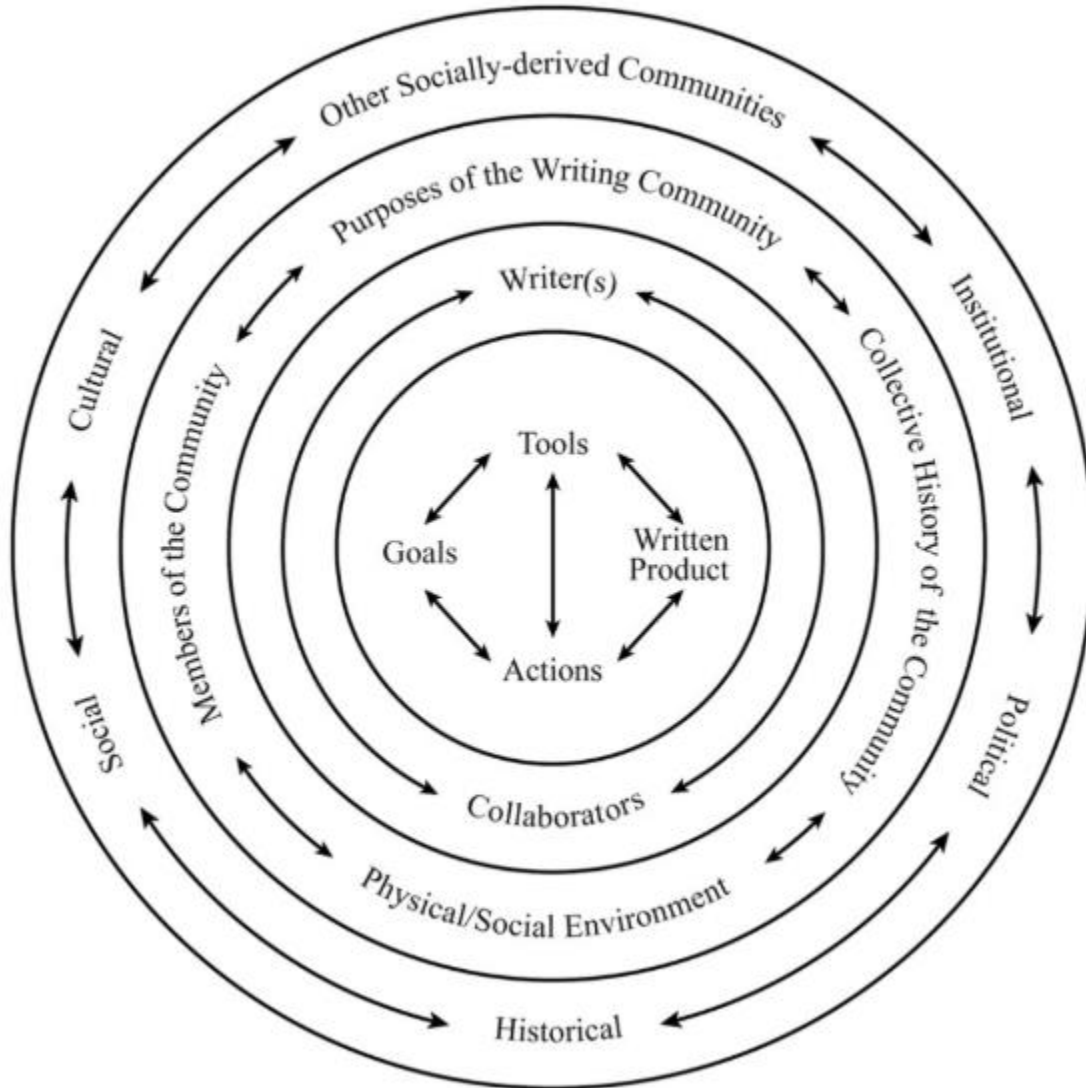 Other Socially-derived Communities
Purposes of the Writing Community
Writer(s)
Cultural
Institutional
Members of the Community
Collective History of the Community
Tools
Goals
Written
Product
Actions
Social
Political
Collaborators
Physical/Social Environment
Historical